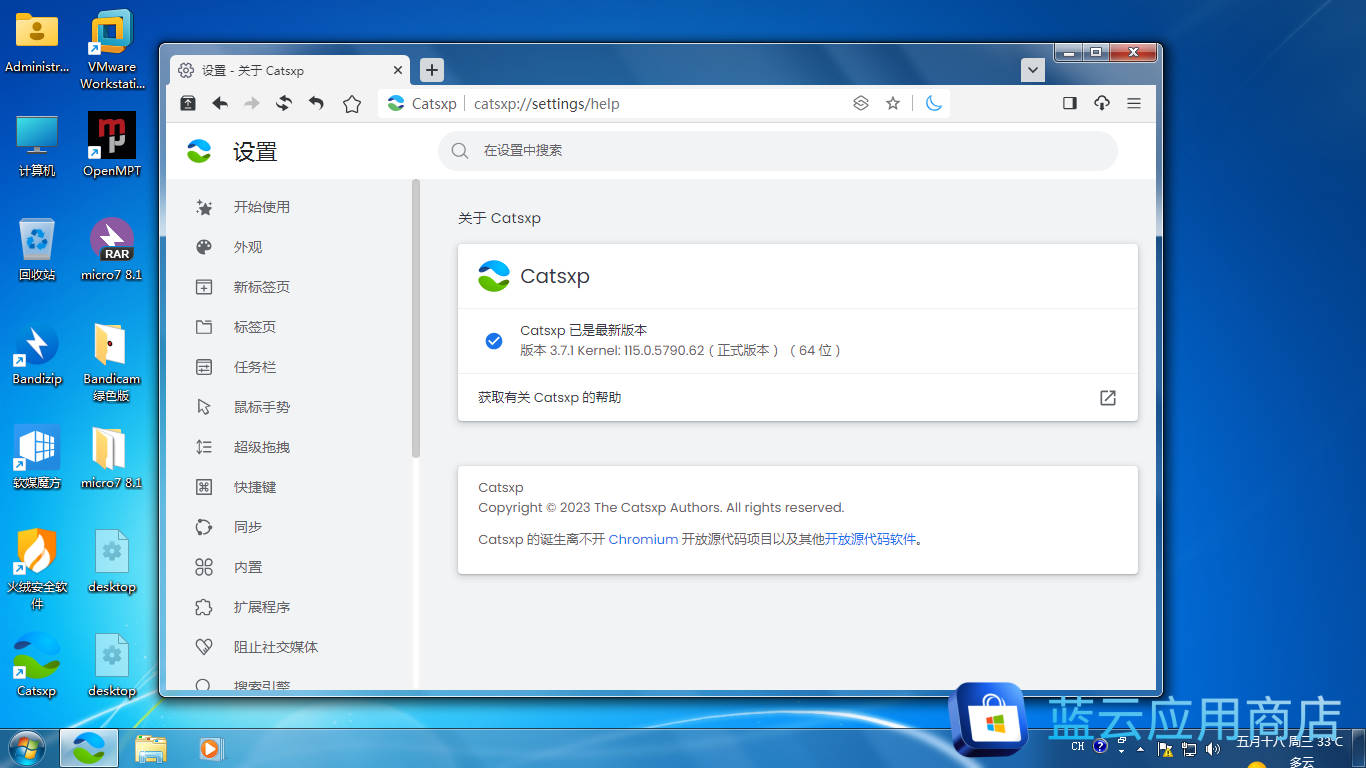 Administr...
VMware
Workstati...
计算机
OpenMPT
回收站
RAR
micro7 8.1
Bandizip
Bandicam
绿色版
软媒魔方
micro7 8.1
火绒安全软
件
desktop
Catsxp
desktop
设置 - 关于 Catsxp
Catsxp
catsxp://settings/help
设置
在设置中搜索
开始使用
外观
新标签页
标签页
任务栏
鼠标手势
超级拖拽
快捷键
同步
内置
扩展程序
阻止社交媒体
搜索引擎
关于 Catsxp
Catsxp
Catsxp 已是最新版本
版本 3.7.1 Kernel: 115.0.5790.62（正式版本）（64 位）
获取有关 Catsxp 的帮助
Catsxp
Copyright © 2023 The Catsxp Authors. All rights reserved.
Catsxp 的诞生离不开 Chromium 开放源代码项目以及其他开放源代码软件。
蓝云应用商店
CH
五月十八 周三 33℃
多云